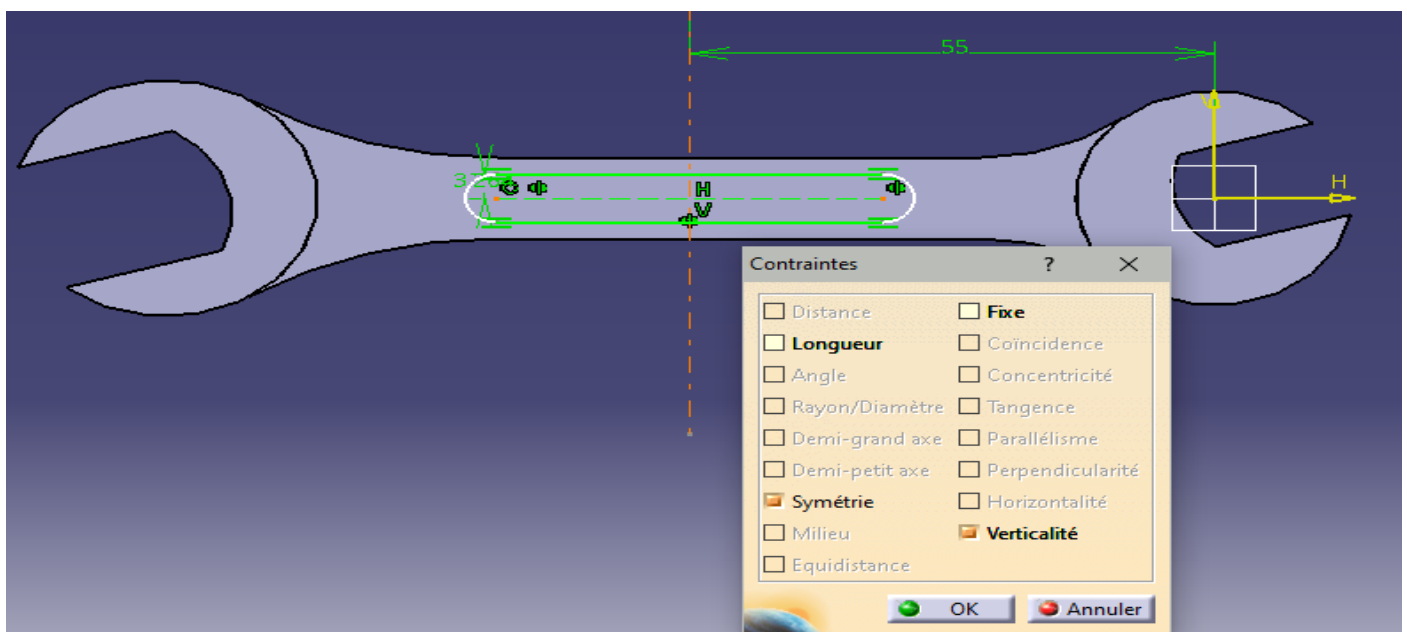 55
V
H
H
V
Contraintes ? ×
Distance Fixe
Longueur Coïncidence
Angle Concentricité
Rayon/Diamètre Tangence
Demi-grand axe Parallélisme
Demi-petit axe Perpendicularité
Symétrie Horizontalité
Milieu Verticalité
Equidistance
OK Annuler